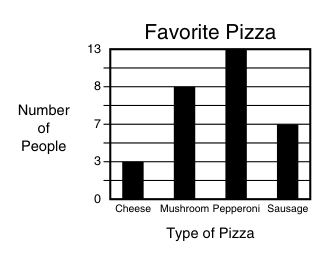 Favorite Pizza
Number
of
People
13
8
7
3
0
Cheese Mushroom Pepperoni Sausage
Type of Pizza